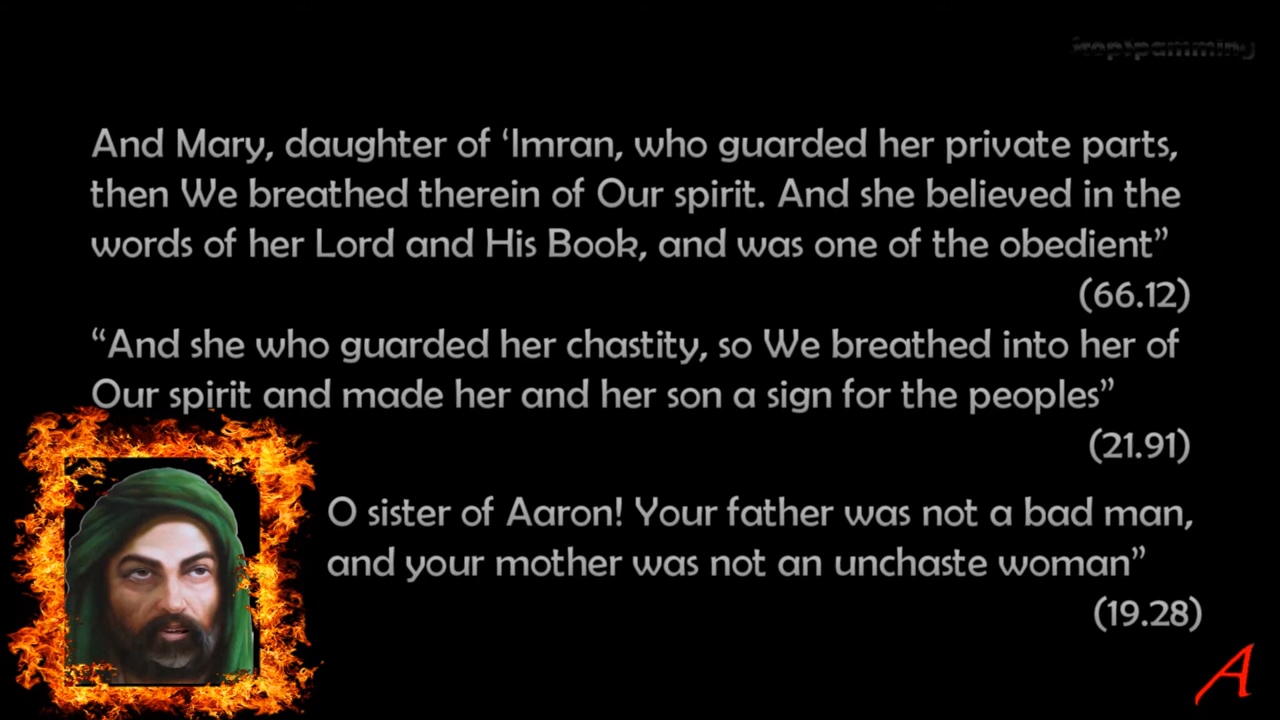 And Mary, daughter of ‘Imran, who guarded her private parts,
then We breathed therein of Our spirit. And she believed in the
words of her Lord and His Book, and was one of the obedient”
(66.12)
“And she who guarded her chastity, so We breathed into her of
Our spirit and made her and her son a sign for the peoples”
(21.91)
O sister of Aaron! Your father was not a bad man,
and your mother was not an unchaste woman”
(19.28)
A